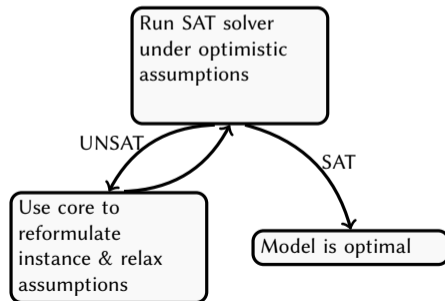 Run SAT solver
under optimistic
assumptions
UNSAT
SAT
Use core to
reformulate
instance & relax
assumptions
Model is optimal